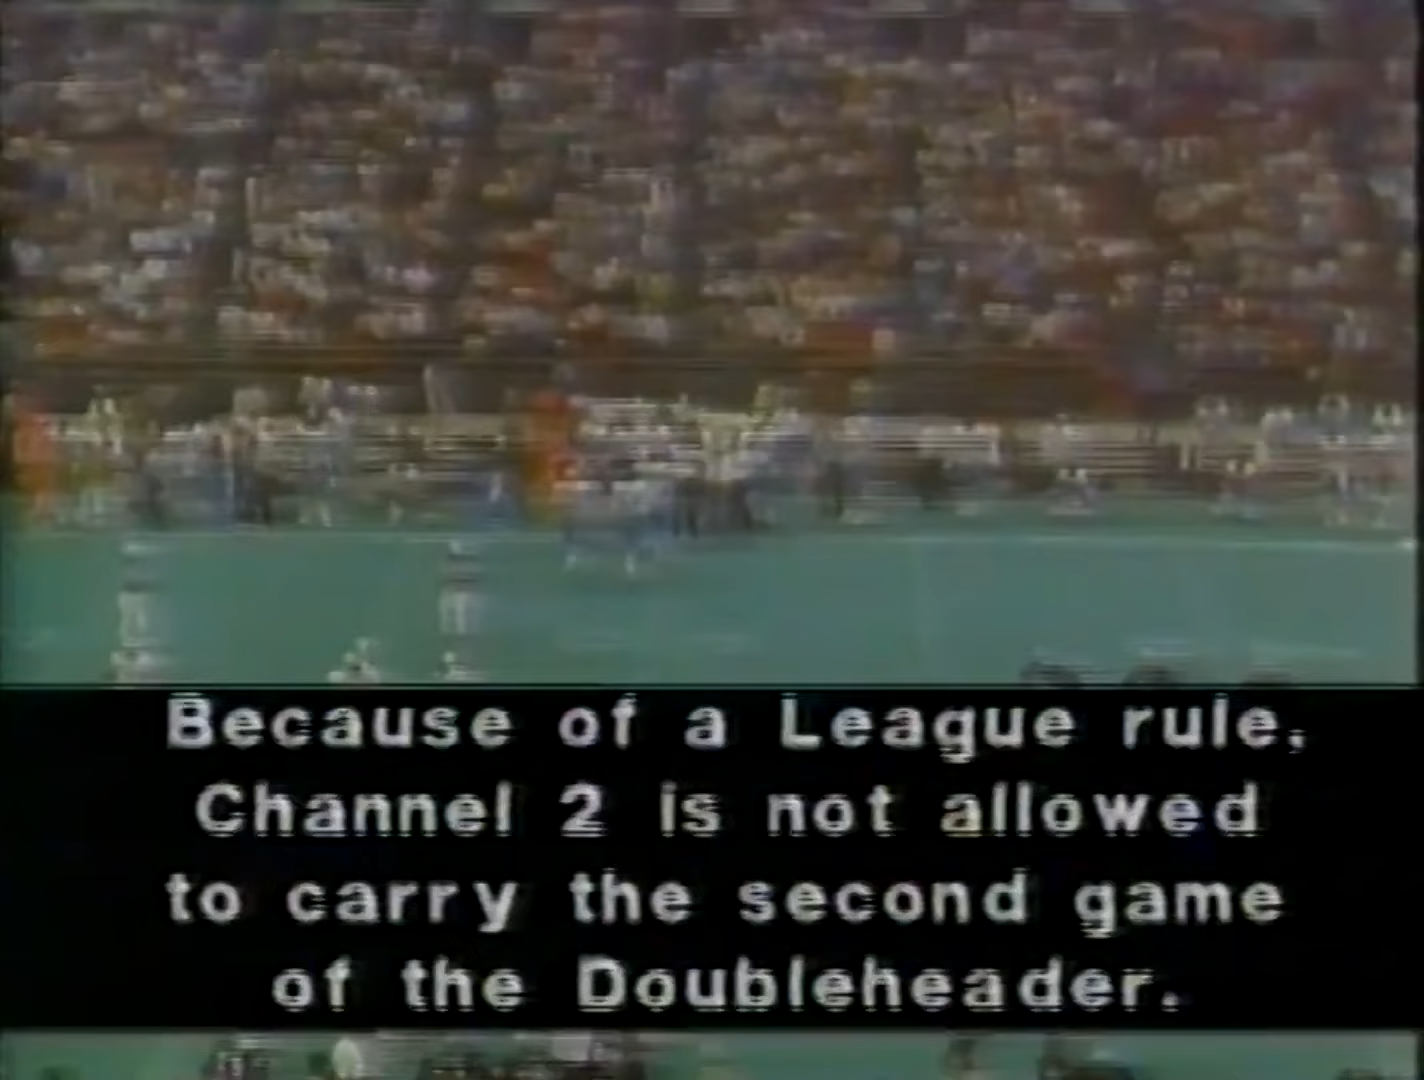 Because of a League rule,
Channel 2 is not allowed
to carry the second game
of the Doubleheader.